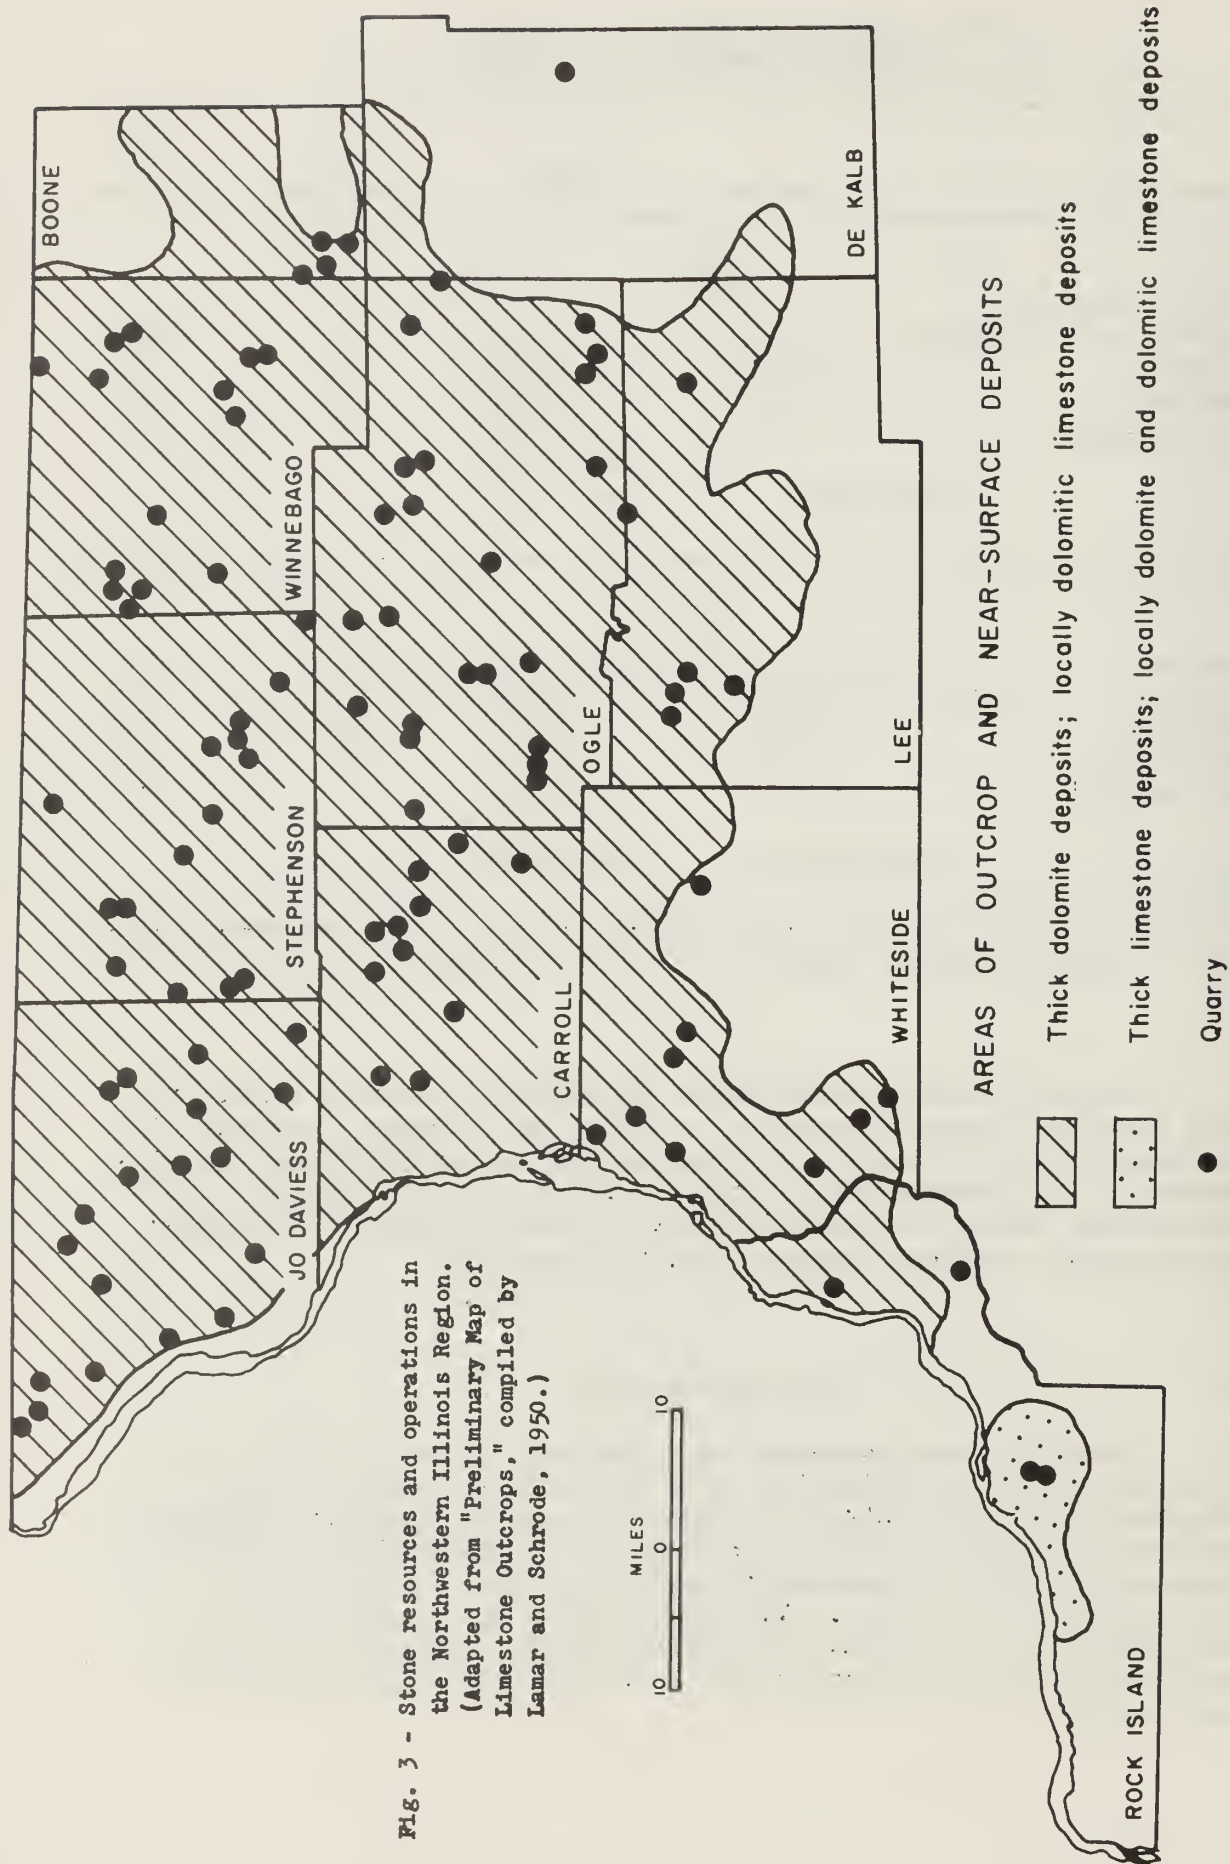 BOONE
WINNEBAGO
STEPHENSON
JO DAVIESS
DE KALB
OGLE
CARROLL
LEE
WHITESIDE
ROCK ISLAND
Fig. 3 - Stone resources and operations in
the Northwestern Illinois Region.
(Adapted from "Preliminary Map of
Limestone Outcrops," compiled by
Lamar and Schrode, 1950.)
MILES
10 0 10
AREAS OF OUTCROP AND NEAR-SURFACE DEPOSITS
Thick dolomite deposits; locally dolomitic limestone deposits
Thick limestone deposits; locally dolomite and dolomitic limestone deposits
Quarry